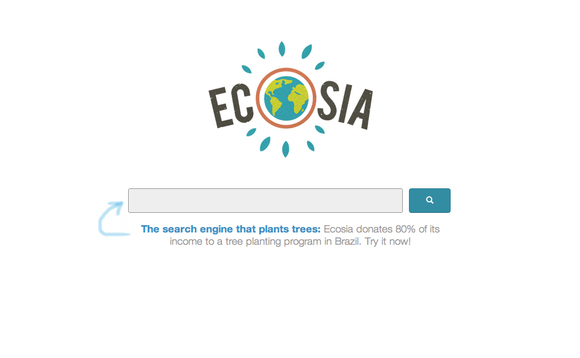 ECOSIA
The search engine that plants trees: Ecosia donates 80% of its
income to a tree planting program in Brazil. Try it now!